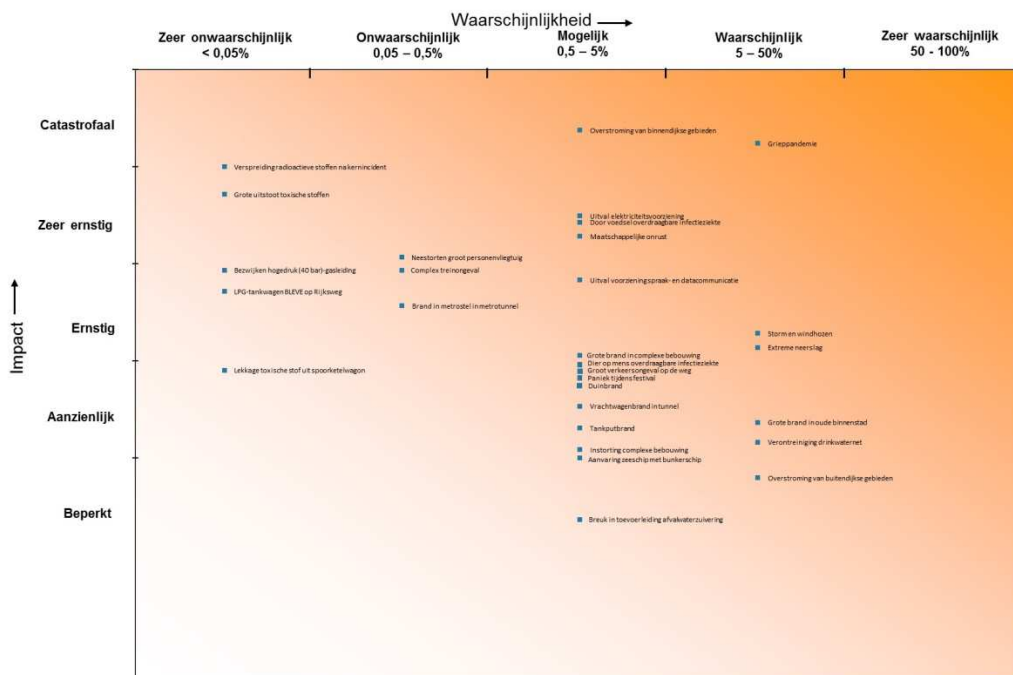 Waarschijnlijkheid
Zeer onwaarschijnlijk
< 0,05%
Onwaarschijnlijk
0,05 – 0,5%
Mogelijk
0,5 – 5%
Waarschijnlijk
5 – 50%
Zeer waarschijnlijk
50 - 100%
Impact
Catastrofaal
Overstroming van binnendijkse gebieden
Grieppandemie
Verspreiding radioactieve stoffen na kernincident
Grote uitstoot toxische stoffen
Zeer ernstig
Uitval elektriciteitsvoorziening
Door voedsel overdraagbare infectieziekte
Maatschappelijke onrust
Neestorten groot personenvliegtuig
Bezwijken hogedruk (40 bar)-gasleiding
Complex treinongeval
Uitval voorziening spraak- en datacommunicatie
LPG-tankwagen BLEVE op Rijksweg
Brand in metrostel in metrotunnel
Ernstig
Storm en windhozen
Extreme neerslag
Grote brand in complexe bebouwing
Dier op mens overdraagbare infectieziekte
Lekkage toxische stof uit spoorketelwagon
Groot verkeersongeval op de weg
Paniek tijdens festival
Duinbrand
Vrachtwagenbrand in tunnel
Aanzienlijk
Grote brand in oude binnenstad
Tankputbrand
Verontreiniging drinkwaternet
Instorting complexe bebouwing
Aanvaring zeeschip met bunkerschip
Overstroming van buitendijkse gebieden
Beperkt
Breuk in toevoerleiding afvalwaterzuivering